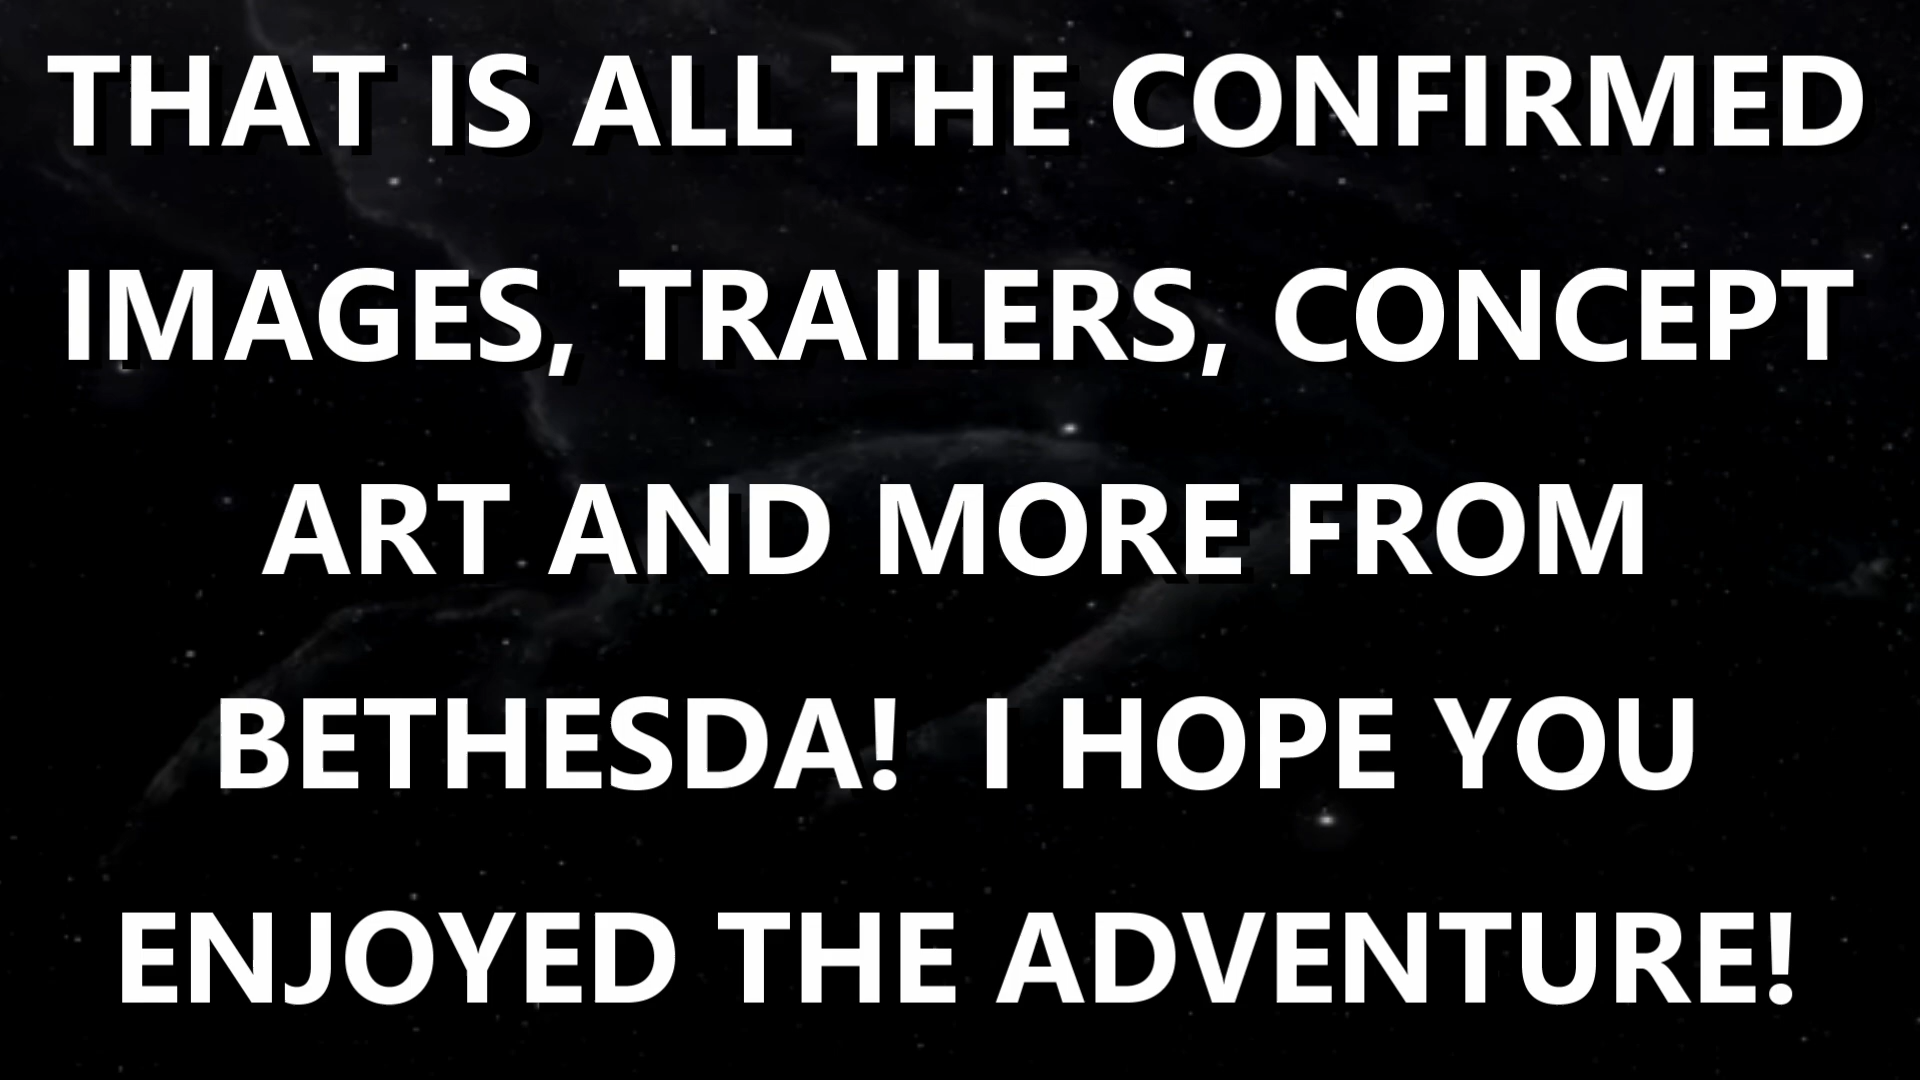 THAT IS ALL THE CONFIRMED
IMAGES, TRAILERS, CONCEPT
ART AND MORE FROM
BETHESDA!  I HOPE YOU
ENJOYED THE ADVENTURE!